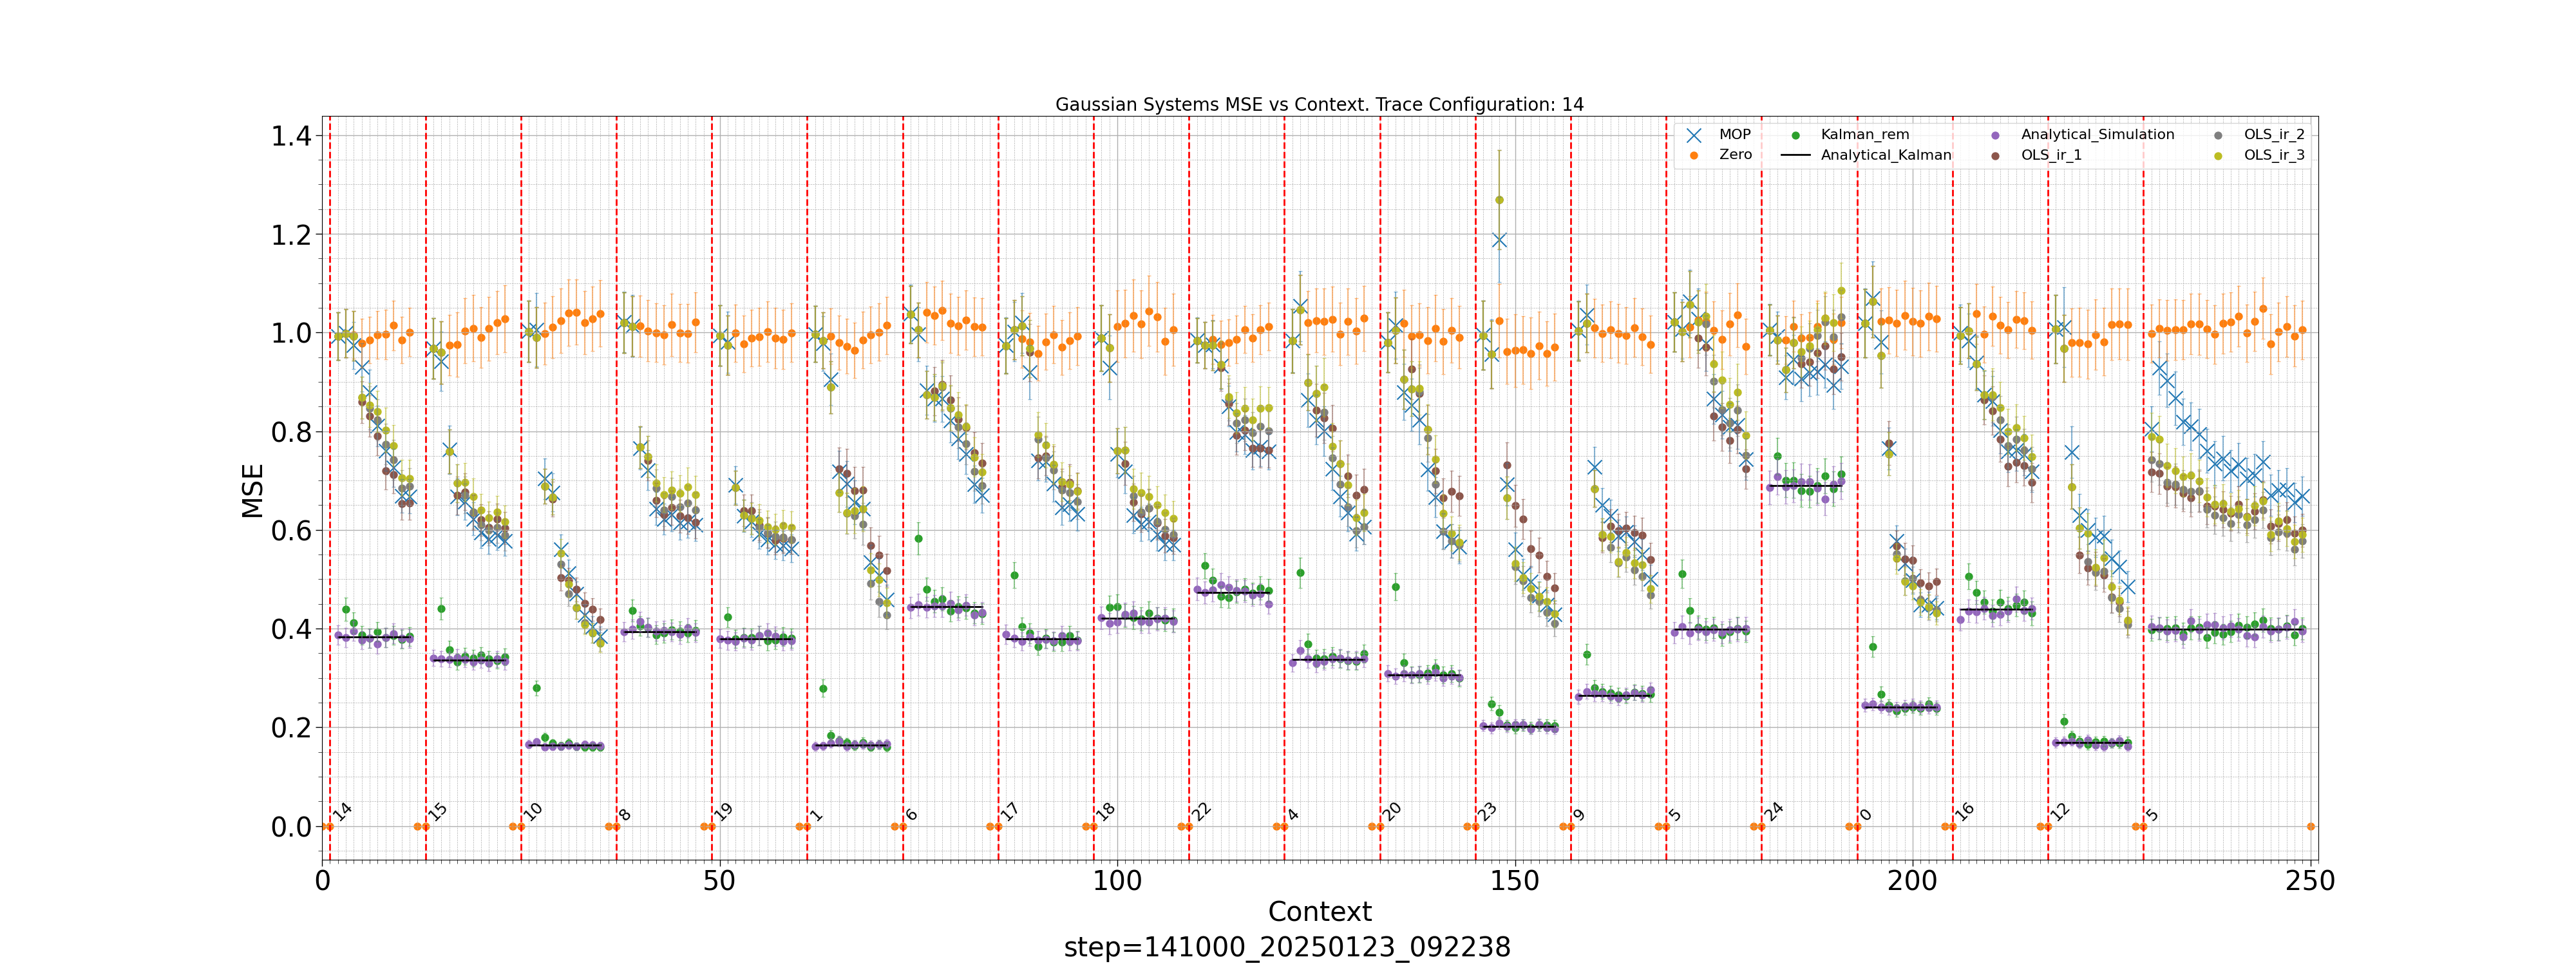 Gaussian Systems MSE vs Context. Trace Configuration: 14
MOP
Zero
Kalman_rem
Analytical_Kalman
Analytical_Simulation
OLS_ir_1
OLS_ir_2
OLS_ir_3
MSE
1.4
1.2
1.0
0.8
0.6
0.4
0.2
0.0
14 15 10 8 19 1 6 17 18 22 4 20 23 9 5 24 0 16 12 5
0 50 100 150 200 250
Context
step=141000_20250123_092238